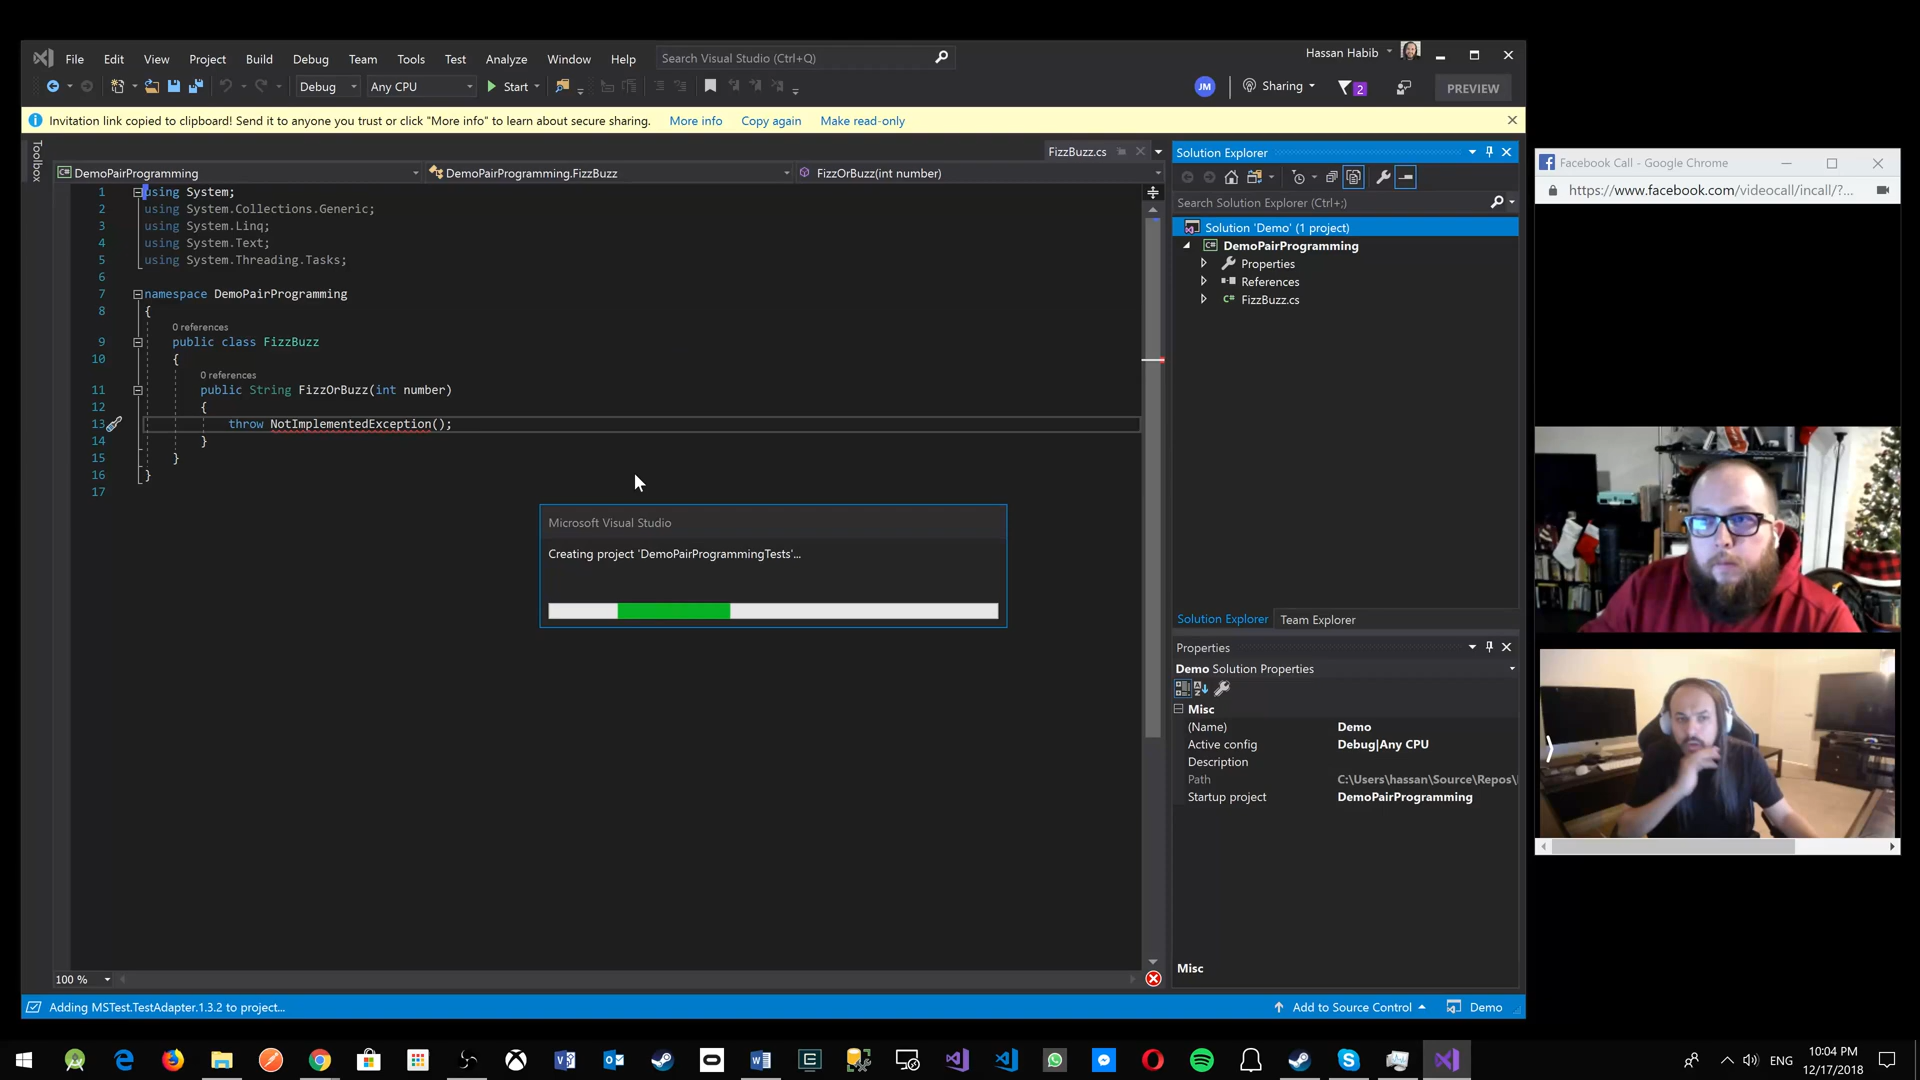 File Edit View Project Build Debug Team Tools Test Analyze Window Help Search Visual Studio (Ctrl+Q) Hassan Habib
Debug Any CPU Start JM Sharing 2 PREVIEW
Invitation link copied to clipboard! Send it to anyone you trust or click "More info" to learn about secure sharing. More info Copy again Make read-only
Toolbox
FizzBuzz.cs
DemoPairProgramming DemoPairProgramming.FizzBuzz FizzOrBuzz(int number)
1 using System;
2 using System.Collections.Generic;
3 using System.Linq;
4 using System.Text;
5 using System.Threading.Tasks;
6
7 namespace DemoPairProgramming
8 {
0 references
9 public class FizzBuzz
10 {
0 references
11 public String FizzOrBuzz(int number)
12 {
13 throw NotImplementedException();
14 }
15 }
16 }
17
Microsoft Visual Studio
Creating project 'DemoPairProgrammingTests'...
100 %
Solution Explorer
Search Solution Explorer (Ctrl+;)
Solution 'Demo' (1 project)
DemoPairProgramming
Properties
References
FizzBuzz.cs
Solution Explorer Team Explorer
Properties
Demo Solution Properties
Misc
(Name) Demo
Active config Debug|Any CPU
Description
Path C:\Users\hassan\Source\Repos\
Startup project DemoPairProgramming
Misc
Adding MSTest.TestAdapter.1.3.2 to project... Add to Source Control Demo
Facebook Call - Google Chrome
https://www.facebook.com/videocall/incall/?...
ENG
10:04 PM
12/17/2018